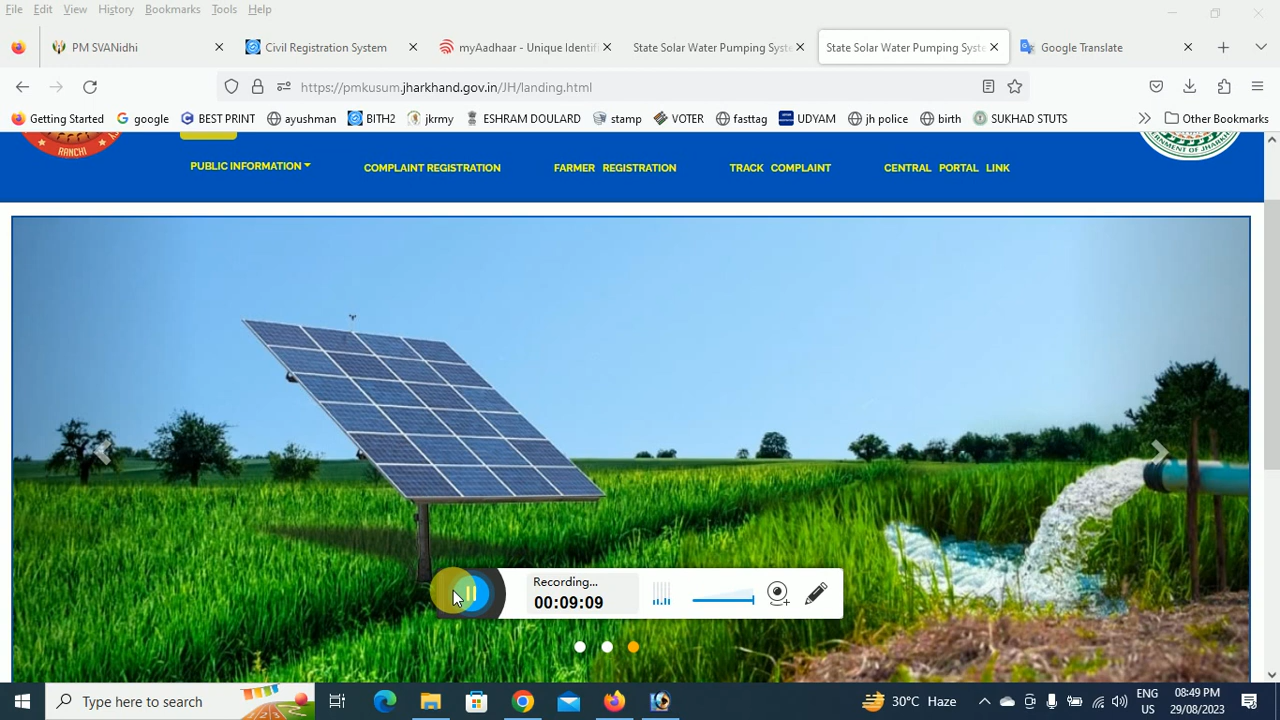 File Edit View History Bookmarks Tools Help
PM SVANidhi
Civil Registration System
myAadhaar - Unique Identifi
State Solar Water Pumping Syste
State Solar Water Pumping Syste
Google Translate
https://pmkusum.jharkhand.gov.in/JH/landing.html
Getting Started
google
BEST PRINT
ayushman
BITH2
jkrmy
ESHRAM DOULARD
stamp
VOTER
fasttag
UDYAM
jh police
birth
SUKHAD STUTS
Other Bookmarks
RANCHI
PUBLIC INFORMATION
COMPLAINT REGISTRATION
FARMER REGISTRATION
TRACK COMPLAINT
CENTRAL PORTAL LINK
Recording...
00:09:09
Type here to search
30°C Haze
ENG
US
08:49 PM
29/08/2023